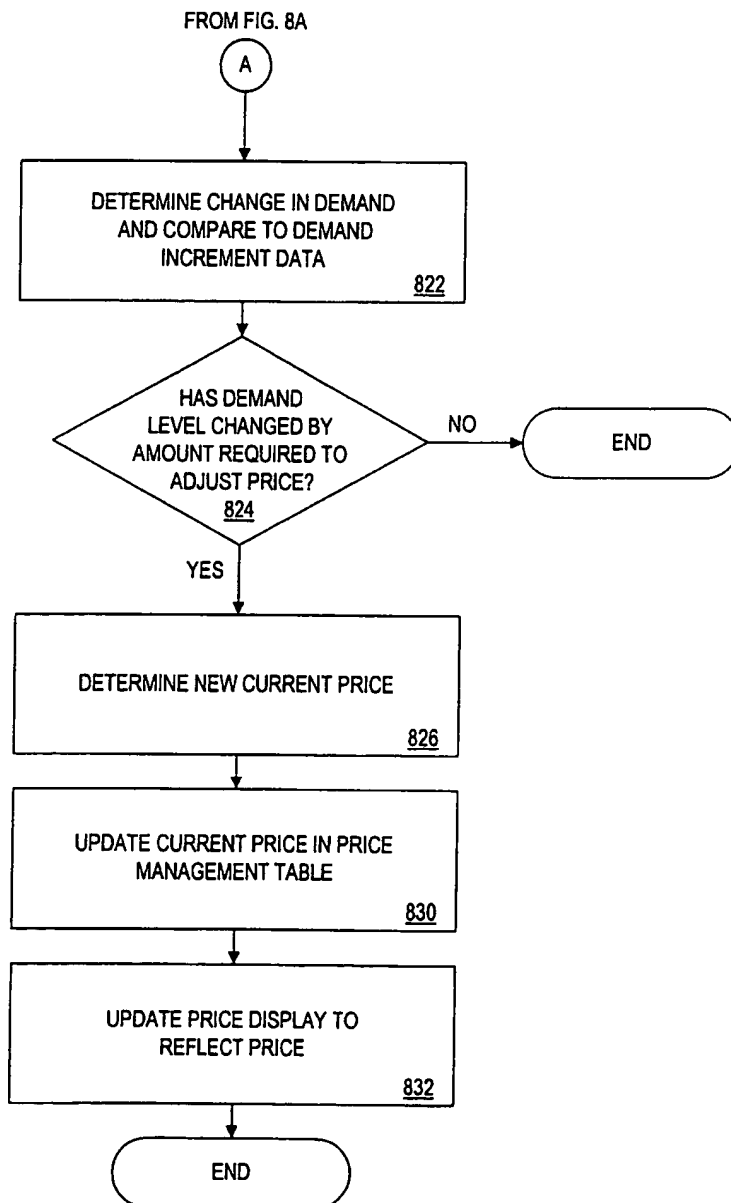 FROM FIG. 8A
A
DETERMINE CHANGE IN DEMAND
AND COMPARE TO DEMAND
INCREMENT DATA
822
HAS DEMAND
LEVEL CHANGED BY
AMOUNT REQUIRED TO
ADJUST PRICE?
824
NO
END
YES
DETERMINE NEW CURRENT PRICE
826
UPDATE CURRENT PRICE IN PRICE
MANAGEMENT TABLE
830
UPDATE PRICE DISPLAY TO
REFLECT PRICE
832
END